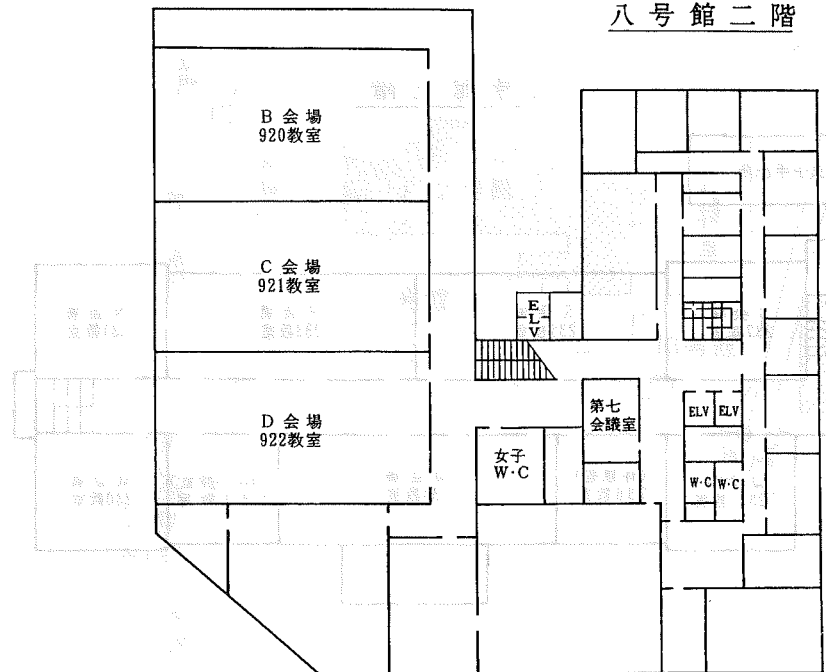 八号館二階
B会場
920教室
C会場
921教室
ELV
D会場
922教室
第七
会議室
ELV ELV
女子
W·C
W·C W·C